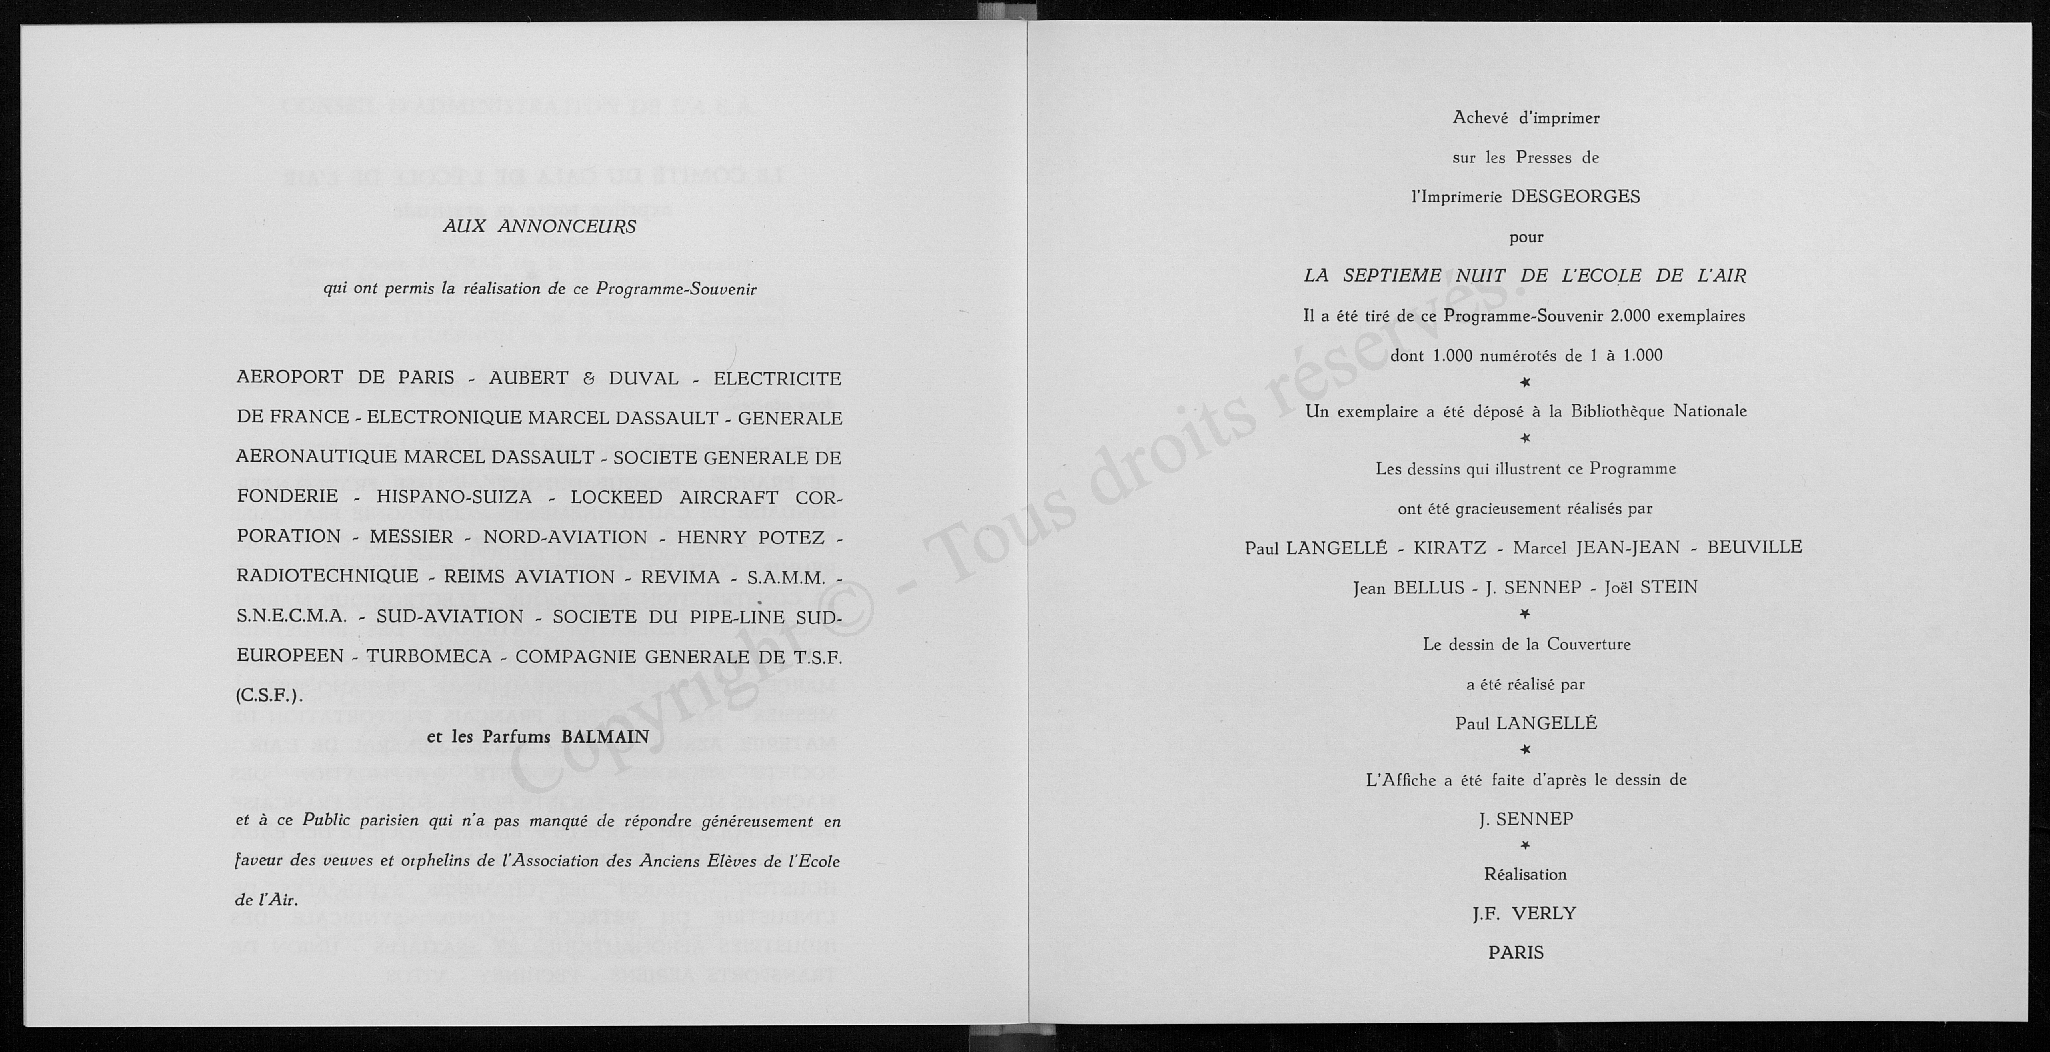 AUX ANNONCEURS
qui ont permis la réalisation de ce Programme-Souvenir
AEROPORT DE PARIS - AUBERT & DUVAL - ELECTRICITE
DE FRANCE - ELECTRONIQUE MARCEL DASSAULT - GENERALE
AERONAUTIQUE MARCEL DASSAULT - SOCIETE GENERALE DE
FONDERIE - HISPANO-SUIZA - LOCKEED AIRCRAFT COR-
PORATION - MESSIER - NORD-AVIATION - HENRY POTEZ -
RADIOTECHNIQUE - REIMS AVIATION - REVIMA - S.A.M.M. -
S.N.E.C.M.A. - SUD-AVIATION - SOCIETE DU PIPE-LINE SUD-
EUROPEEN - TURBOMECA - COMPAGNIE GENERALE DE T.S.F.
(C.S.F.).
et les Parfums BALMAIN
et à ce Public parisien qui n'a pas manqué de répondre généreusement en
faveur des veuves et orphelins de l'Association des Anciens Elèves de l'Ecole
de l'Air.
Achevé d'imprimer
sur les Presses de
l'Imprimerie DESGEORGES
pour
LA SEPTIEME NUIT DE L'ECOLE DE L'AIR
Il a été tiré de ce Programme-Souvenir 2.000 exemplaires
dont 1.000 numérotés de 1 à 1.000
*
Un exemplaire a été déposé à la Bibliothèque Nationale
*
Les dessins qui illustrent ce Programme
ont été gracieusement réalisés par
Paul LANGELLÉ - KIRATZ - Marcel JEAN-JEAN - BEUVILLE
Jean BELLUS - J. SENNEP - Joël STEIN
*
Le dessin de la Couverture
a été réalisé par
Paul LANGELLÉ
*
L'Affiche a été faite d'après le dessin de
J. SENNEP
*
Réalisation
J.F. VERLY
PARIS
Copyright © - Tous droits réservés.